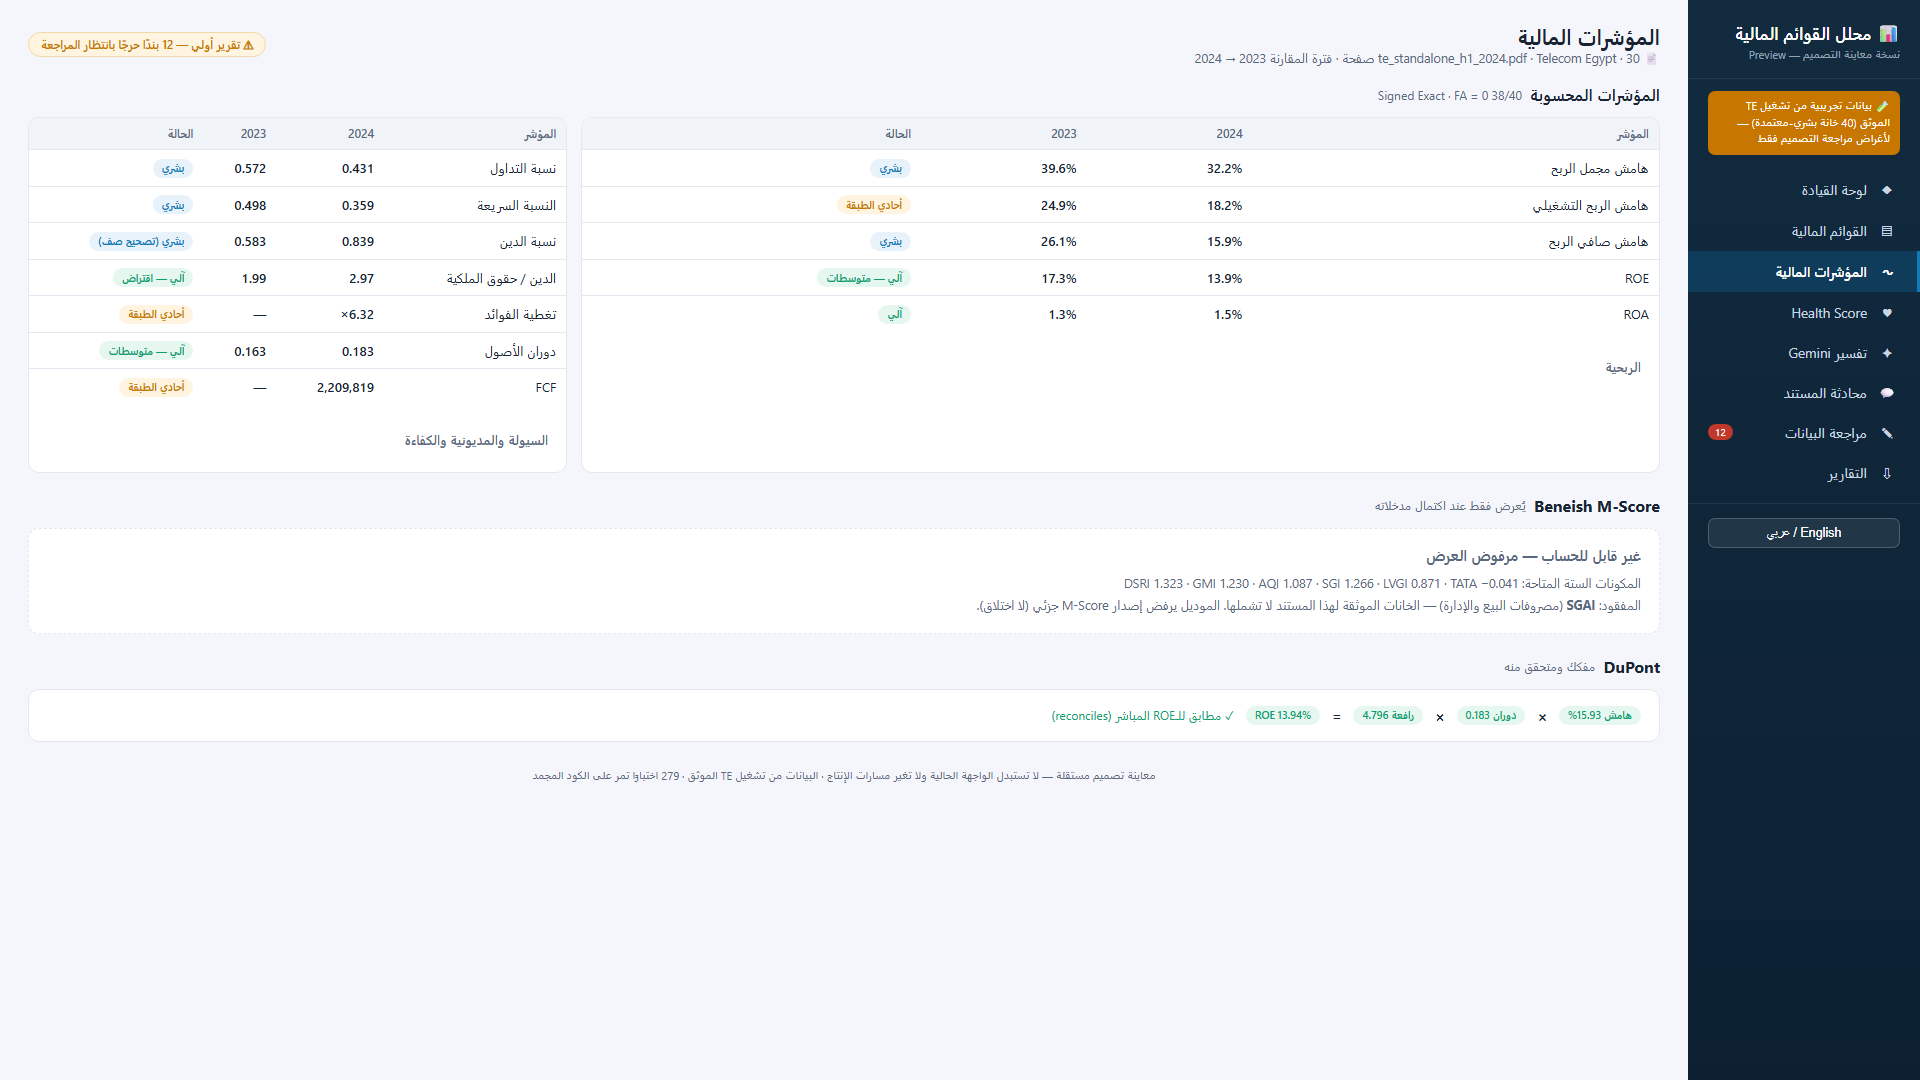 محلل القوائم المالية
نسخة معاينة التصميم — Preview
بيانات تجريبية من تشغيل TE
الموثق (40 خانة بشري-معتمدة) —
لأغراض مراجعة التصميم فقط
لوحة القيادة
القوائم المالية
المؤشرات المالية
Health Score
تفسير Gemini
محادثة المستند
مراجعة البيانات 12
التقارير
عربي / English
المؤشرات المالية
⚠ تقرير أولي — 12 بندًا حرجًا بانتظار المراجعة
te_standalone_h1_2024.pdf · Telecom Egypt · 30 صفحة · فترة المقارنة 2023 → 2024
المؤشرات المحسوبة Signed Exact · FA = 0 38/40
المؤشر 2024 2023 الحالة
هامش مجمل الربح 32.2% 39.6% بشري
هامش الربح التشغيلي 18.2% 24.9% أحادي الطبقة
هامش صافي الربح 15.9% 26.1% بشري
ROE 13.9% 17.3% آلي — متوسطات
ROA 1.5% 1.3% آلي
الربحية
المؤشر 2024 2023 الحالة
نسبة التداول 0.431 0.572 بشري
النسبة السريعة 0.359 0.498 بشري
نسبة الدين 0.839 0.583 بشري (تصحيح صف)
الدين / حقوق الملكية 2.97 1.99 آلي — اقتراض
تغطية الفوائد 6.32× — أحادي الطبقة
دوران الأصول 0.183 0.163 آلي — متوسطات
FCF 2,209,819 — أحادي الطبقة
السيولة والمديونية والكفاءة
Beneish M-Score يُعرض فقط عند اكتمال مدخلاته
غير قابل للحساب — مرفوض العرض
المكونات الستة المتاحة: DSRI 1.323 · GMI 1.230 · AQI 1.087 · SGI 1.266 · LVGI 0.871 · TATA −0.041
المفقود: SGAI (مصروفات البيع والإدارة) — الخانات الموثقة لهذا المستند لا تشملها. الموديل يرفض إصدار M-Score جزئي (لا اختلاق).
DuPont مفكك ومتحقق منه
هامش 15.93% × دوران 0.183 × رافعة 4.796 = ROE 13.94% ✓ مطابق للـROE المباشر (reconciles)
معاينة تصميم مستقلة — لا تستبدل الواجهة الحالية ولا تغير مسارات الإنتاج · البيانات من تشغيل TE الموثق · 279 اختبارًا تمر على الكود المجمد